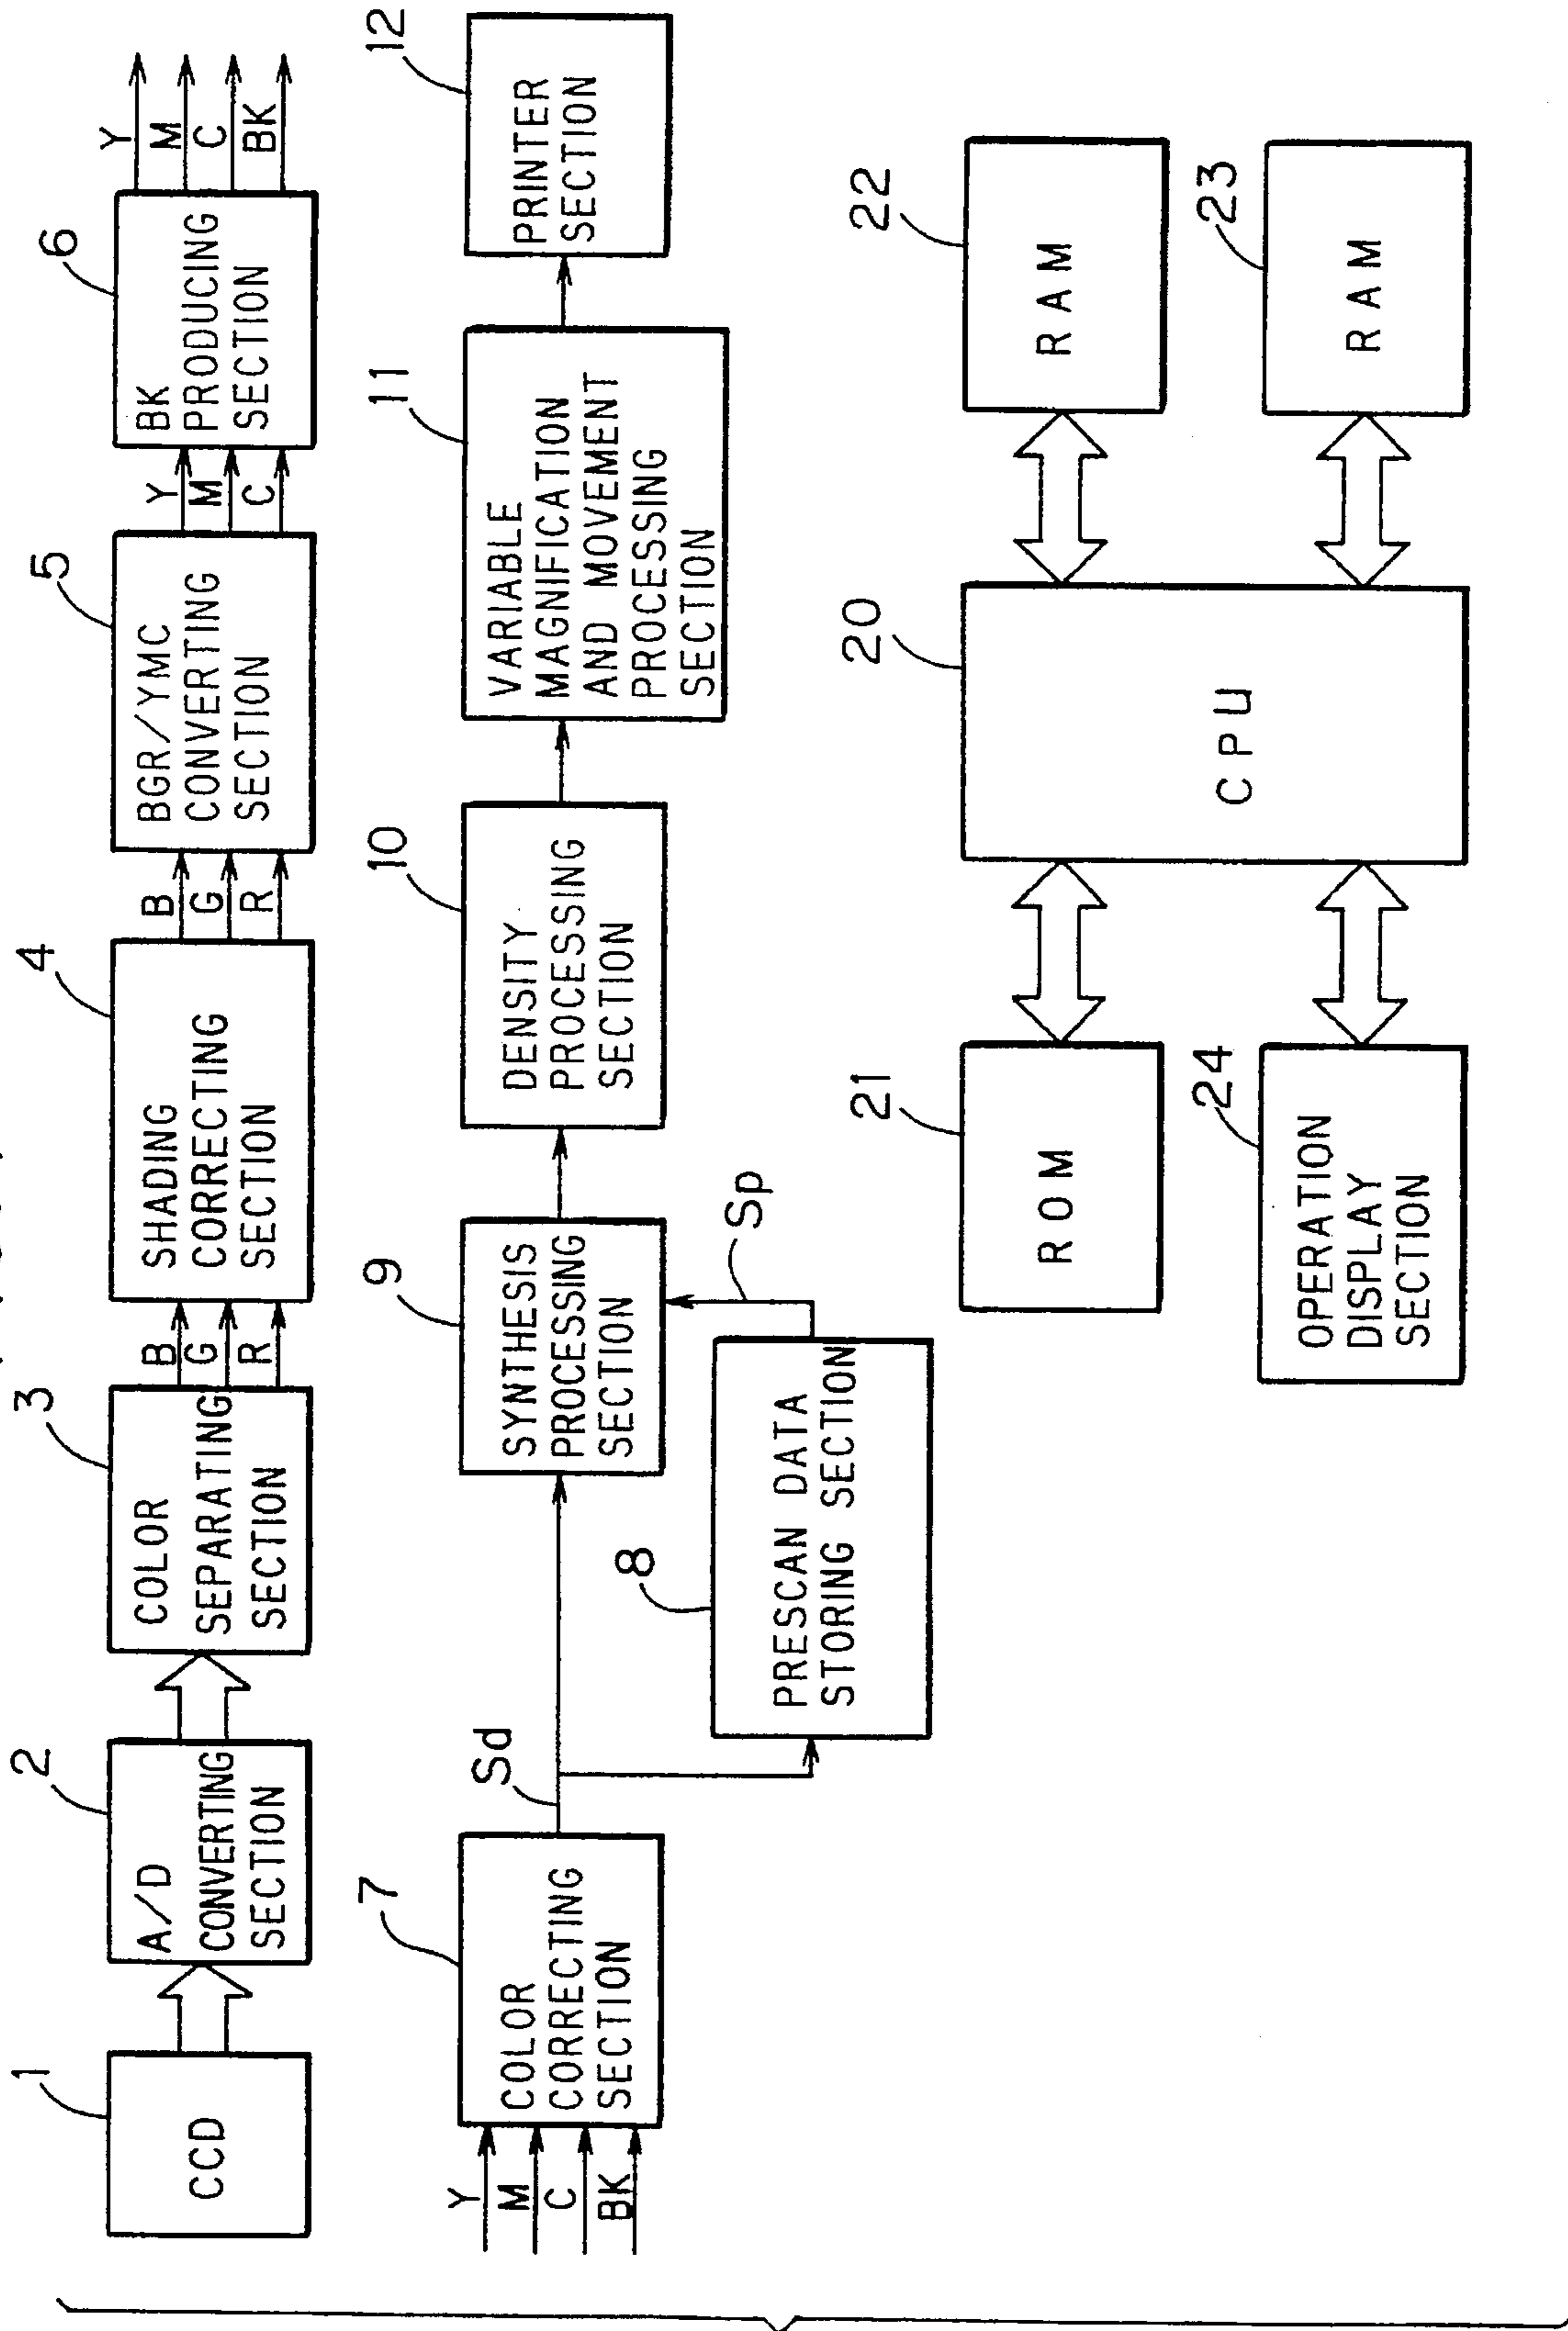 1
CCD
2
A/D
CONVERTING
SECTION
3
COLOR
SEPARATING
SECTION
B
G
R
4
SHADING
CORRECTING
SECTION
B
G
R
5
BGR/YMC
CONVERTING
SECTION
Y
M
C
6
BK
PRODUCING
SECTION
Y
M
C
BK
Y
M
C
BK
7
COLOR
CORRECTING
SECTION
Sd
8
PRESCAN DATA
STORING SECTION
Sp
9
SYNTHESIS
PROCESSING
SECTION
10
DENSITY
PROCESSING
SECTION
11
VARIABLE
MAGNIFICATION
AND MOVEMENT
PROCESSING
SECTION
12
PRINTER
SECTION
21
ROM
24
OPERATION
DISPLAY
SECTION
20
CPU
22
RAM
23
RAM